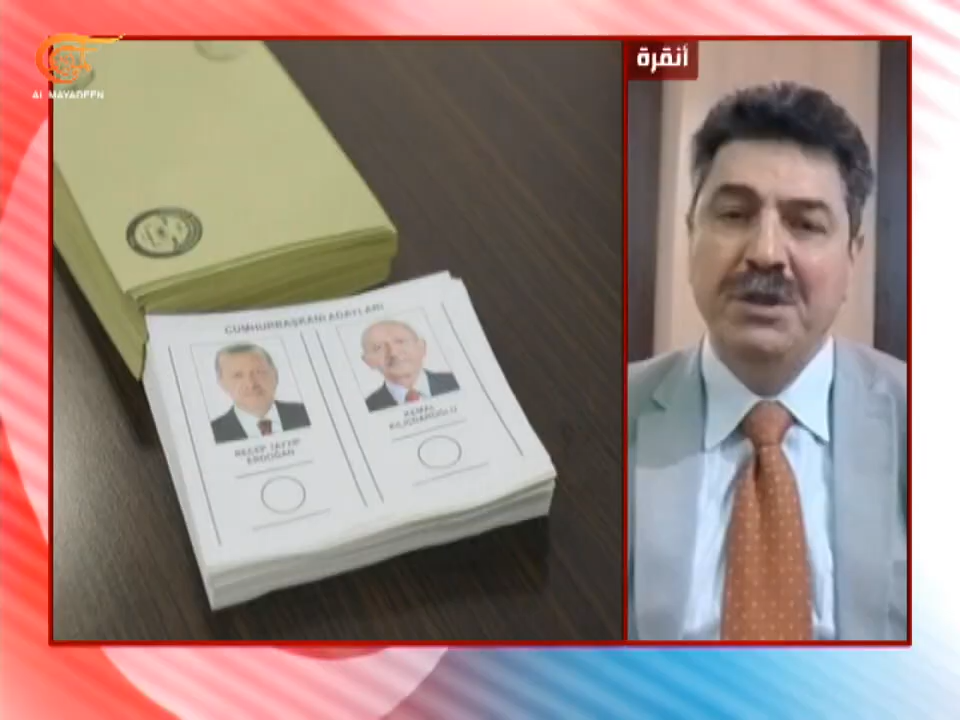 AL MAYADEEN
أنقرة
CUMHURBAŞKANI ADAYLARI
RECEP TAYYİP
ERDOĞAN
KEMAL
KILIÇDAROĞLU